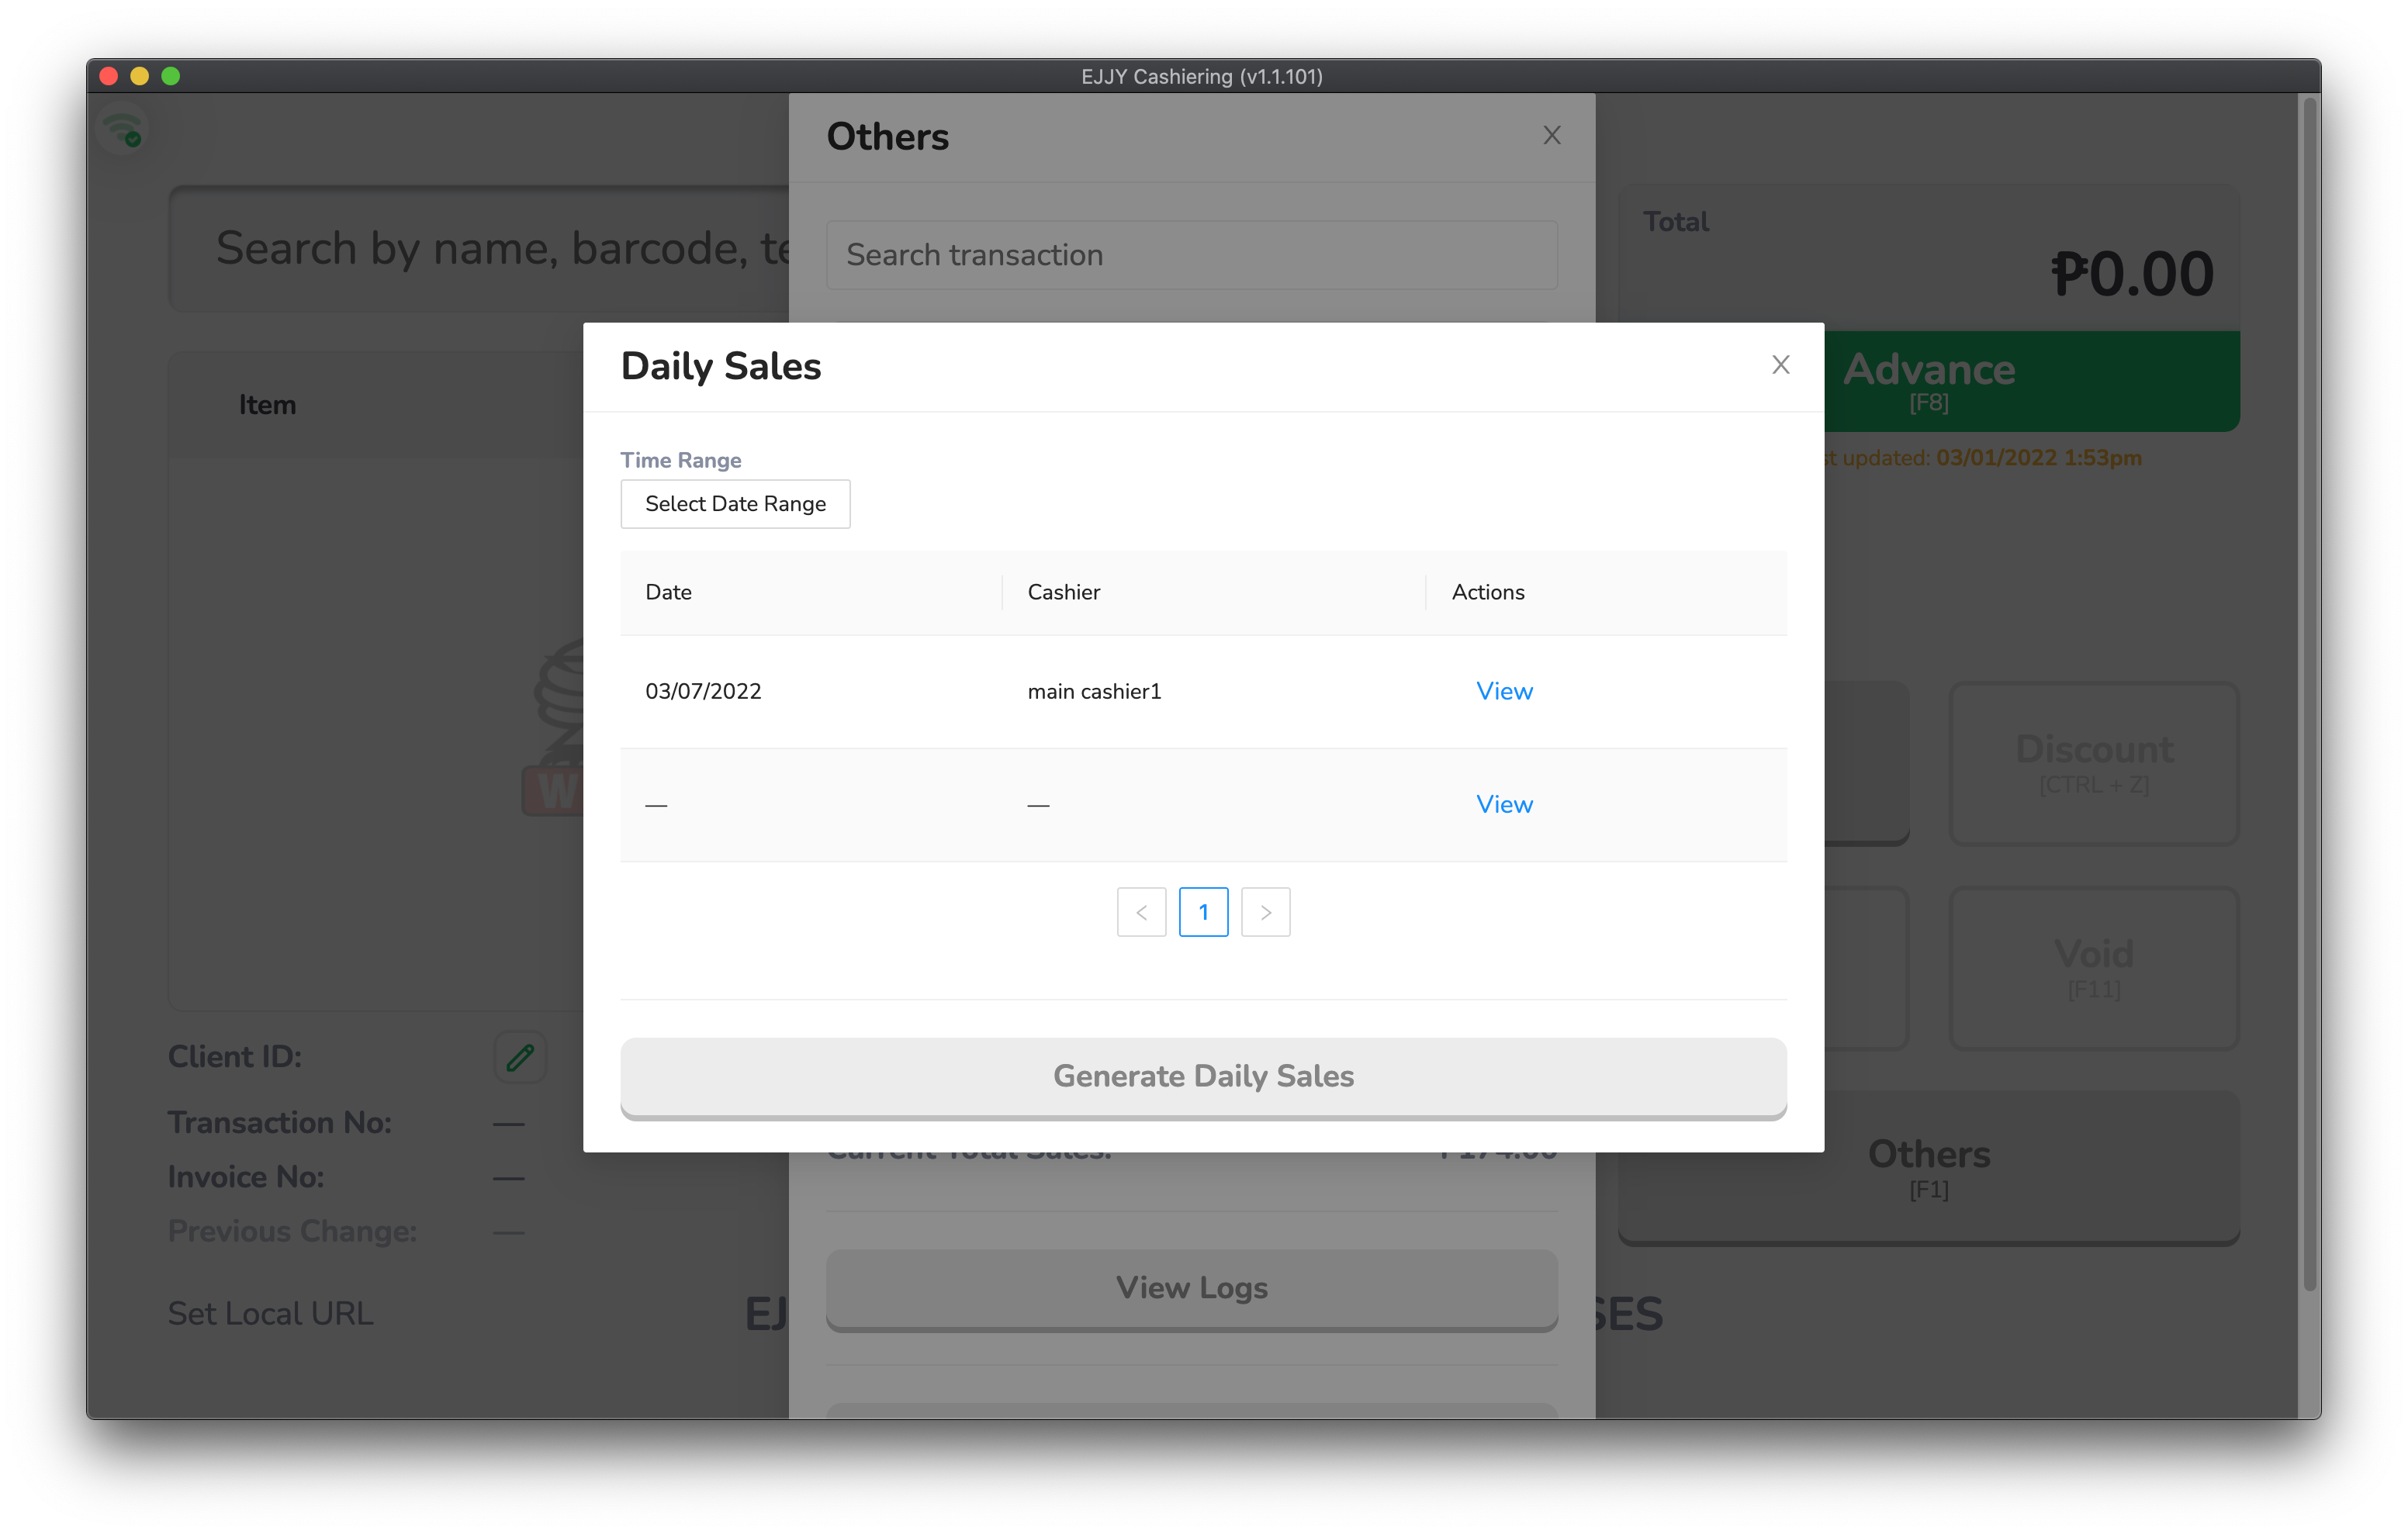 EJJY Cashiering (v1.1.101)
Others
X
Search by name, barcode,
Search transaction
Total
₱0.00
Daily Sales
X
Advance
[F8]
updated: 03/01/2022 1:53pm
Item
Time Range
Select Date Range
Date Cashier Actions
03/07/2022 main cashier1 View
— — View
W
< 1 >
Discount
[CTRL + Z]
Void
[F11]
Generate Daily Sales
Client ID:
Transaction No: —
Invoice No: —
Previous Change: —
Current Total Sales: ₱174.00
Others
[F1]
View Logs
Set Local URL
EJ
SES